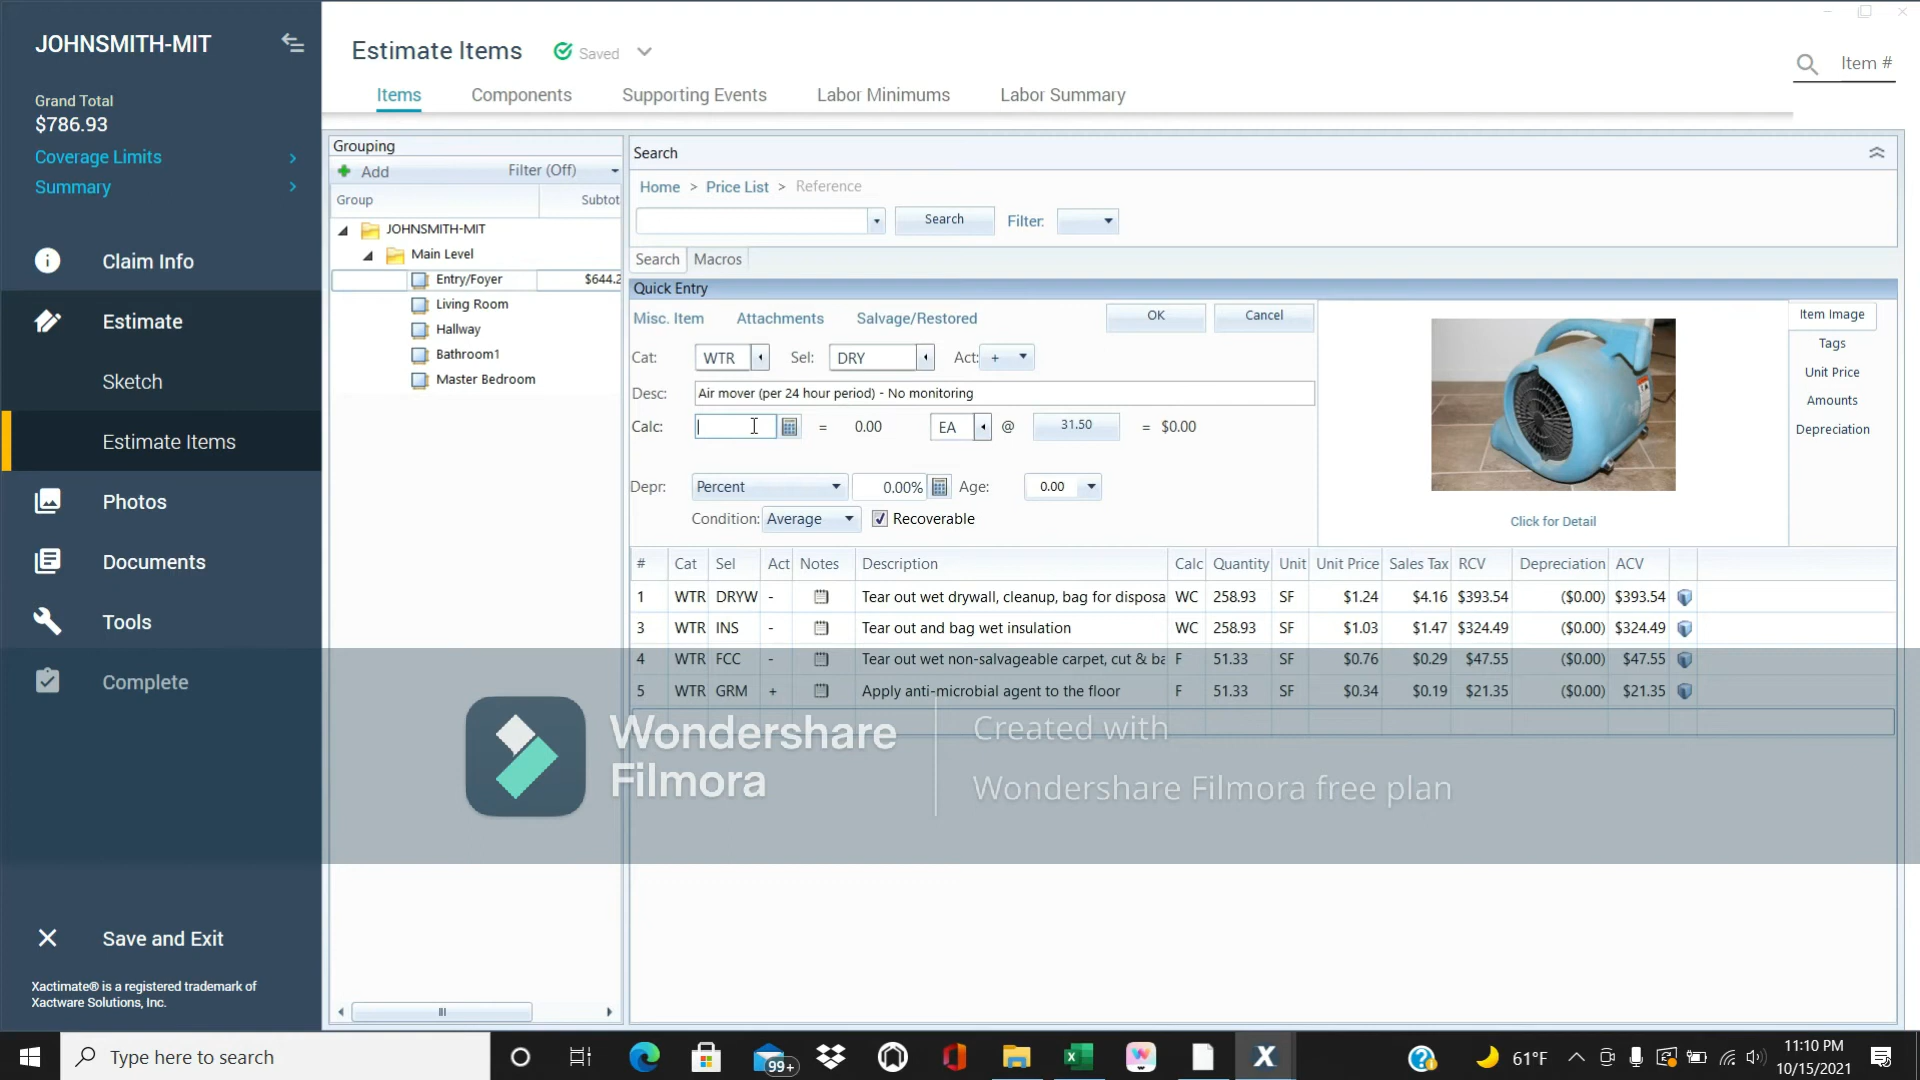 JOHNSMITH-MIT
Grand Total
$786.93
Coverage Limits
Summary
Claim Info
Estimate
Sketch
Estimate Items
Photos
Documents
Tools
Complete
Save and Exit
Xactimate® is a registered trademark of
Xactware Solutions, Inc.
Estimate Items Saved
Item #
Items Components Supporting Events Labor Minimums Labor Summary
Grouping
Add Filter (Off)
Group Subtot
JOHNSMITH-MIT
Main Level
Entry/Foyer $644.2
Living Room
Hallway
Bathroom1
Master Bedroom
Search
Home > Price List > Reference
Search Filter:
Search Macros
Quick Entry
Misc. Item Attachments Salvage/Restored OK Cancel
Cat: WTR Sel: DRY Act: +
Desc: Air mover (per 24 hour period) - No monitoring
Calc: = 0.00 EA @ 31.50 = $0.00
Depr: Percent 0.00% Age: 0.00
Condition: Average Recoverable
Click for Detail
Item Image
Tags
Unit Price
Amounts
Depreciation
# Cat Sel Act Notes Description Calc Quantity Unit Unit Price Sales Tax RCV Depreciation ACV
1 WTR DRYW - Tear out wet drywall, cleanup, bag for disposa WC 258.93 SF $1.24 $4.16 $393.54 ($0.00) $393.54
3 WTR INS - Tear out and bag wet insulation WC 258.93 SF $1.03 $1.47 $324.49 ($0.00) $324.49
4 WTR FCC - Tear out wet non-salvageable carpet, cut & ba F 51.33 SF $0.76 $0.29 $47.55 ($0.00) $47.55
5 WTR GRM + Apply anti-microbial agent to the floor F 51.33 SF $0.34 $0.19 $21.35 ($0.00) $21.35
Wondershare
Filmora
Created with
Wondershare Filmora free plan
Type here to search
99+
61°F
11:10 PM
10/15/2021